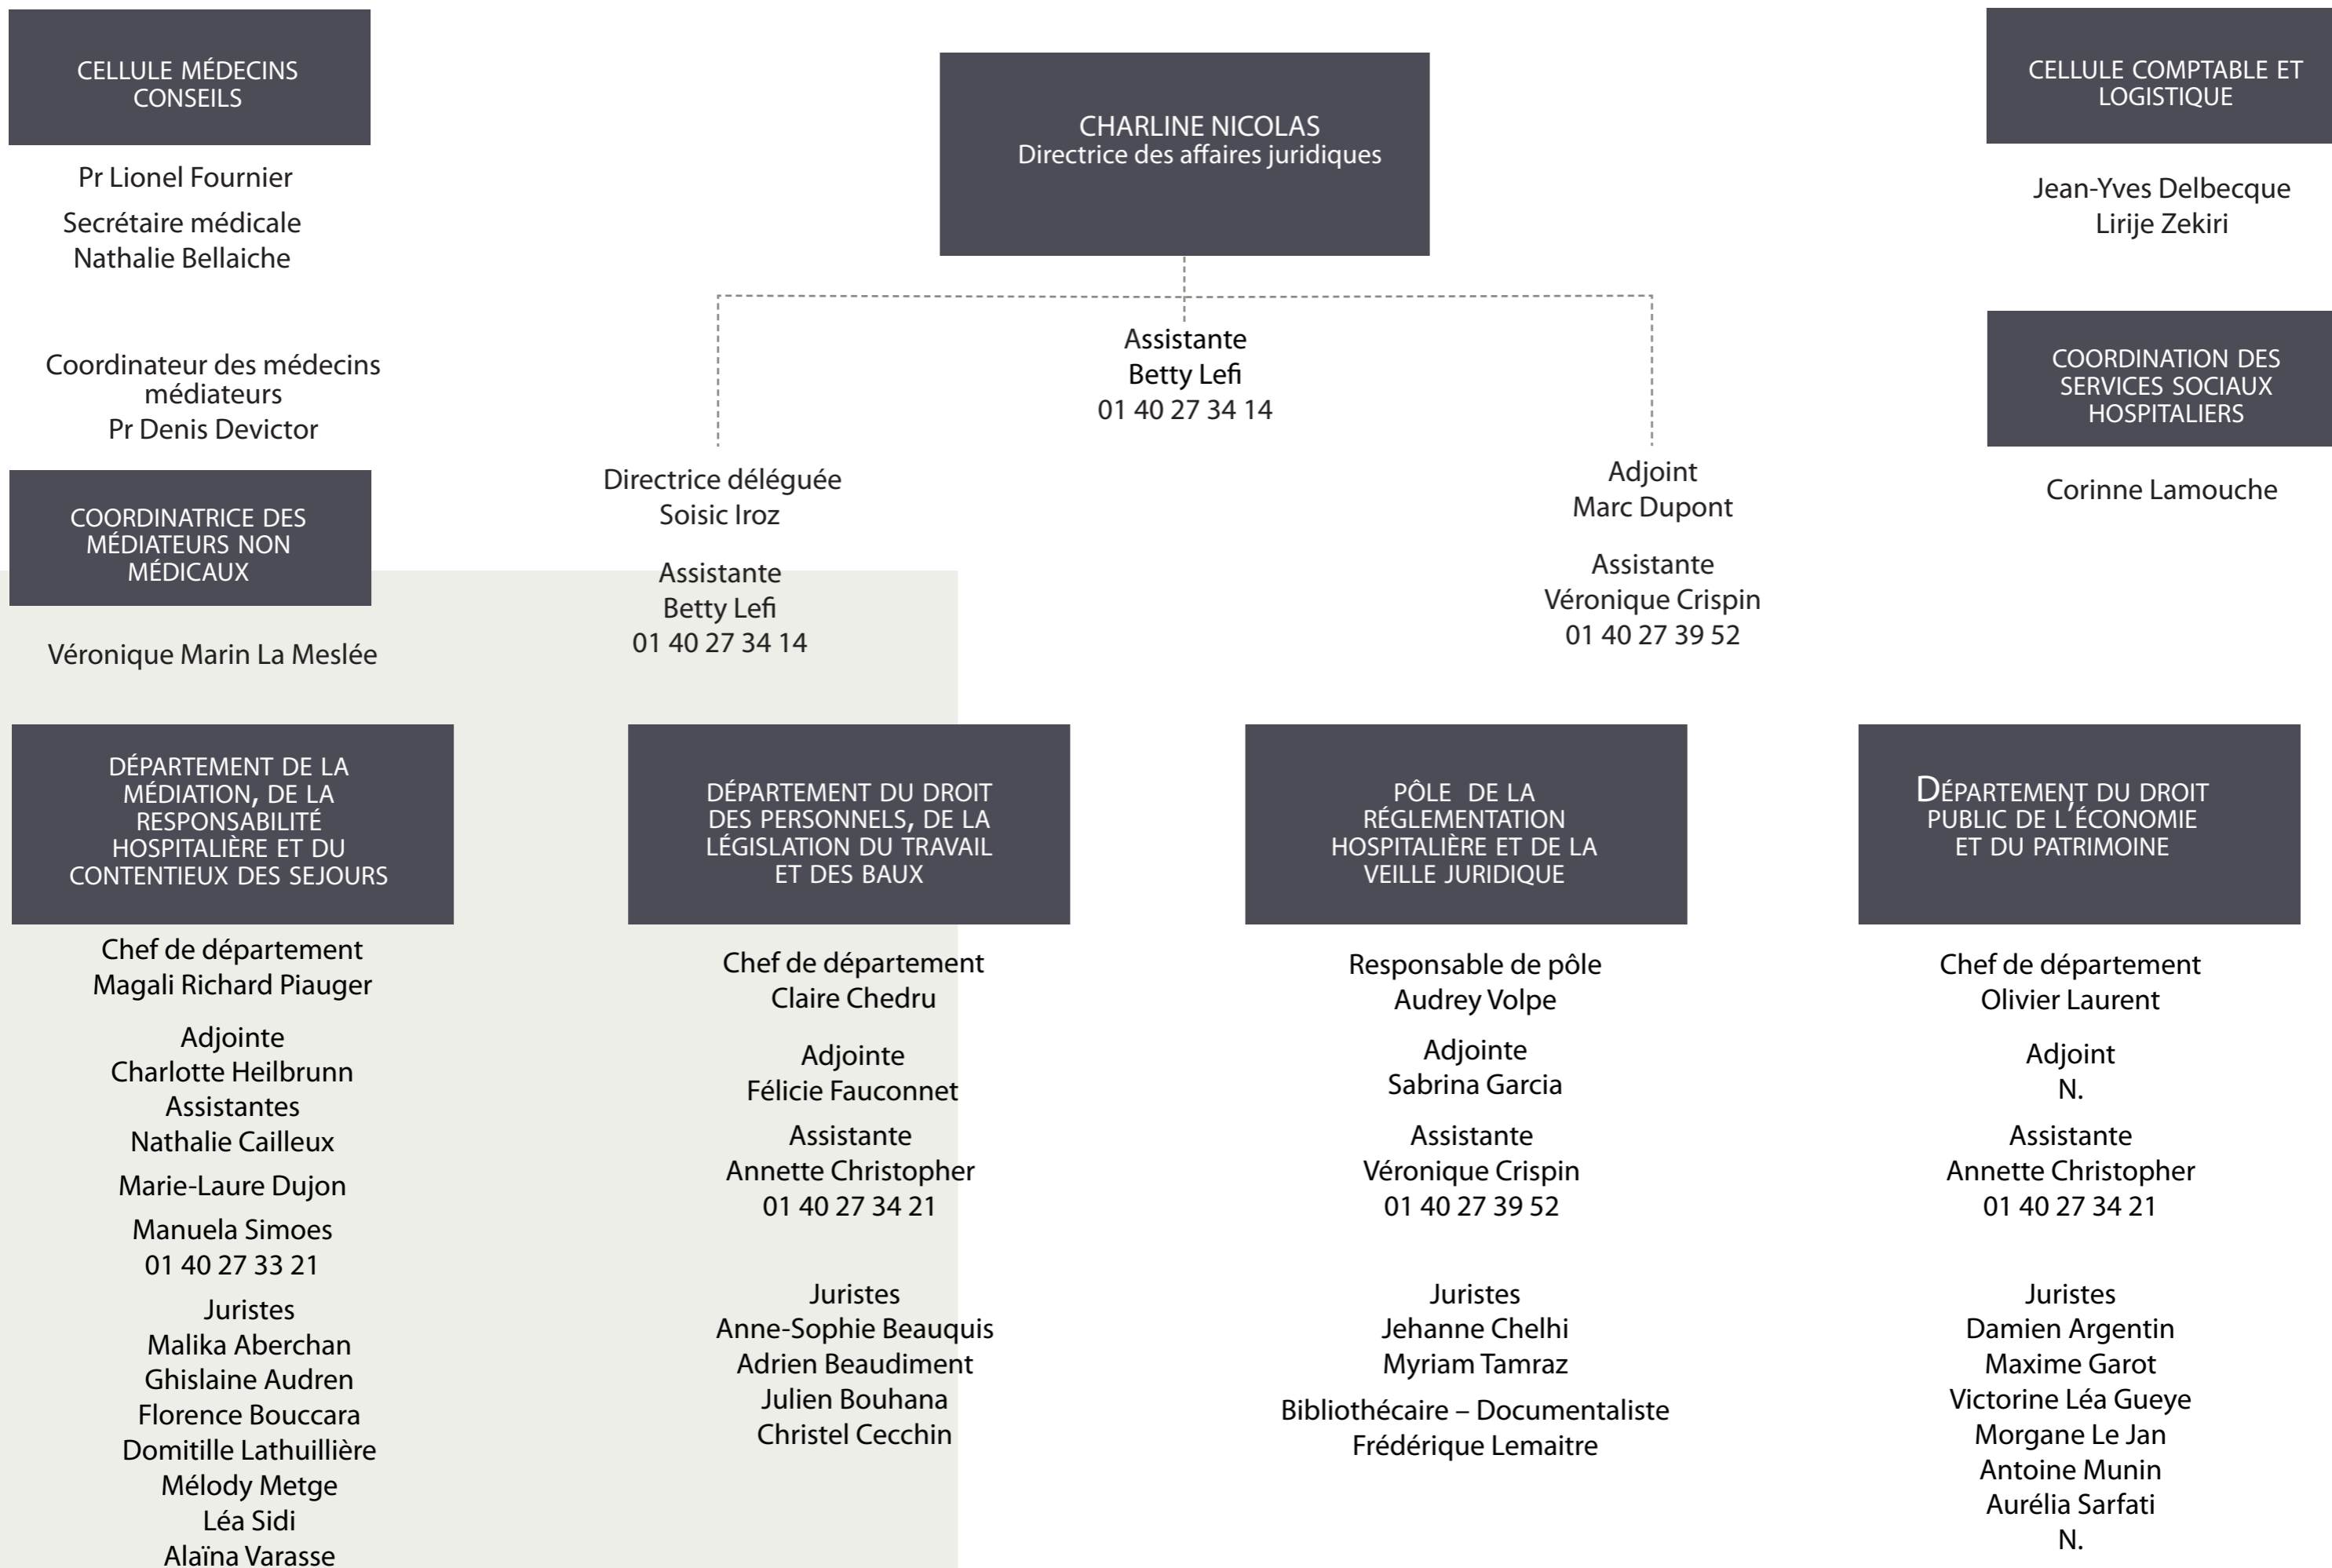 CELLULE MÉDECINS
CONSEILS
Pr Lionel Fournier
Secrétaire médicale
Nathalie Bellaiche
Coordinateur des médecins
médiateurs
Pr Denis Devictor
COORDINATRICE DES
MÉDIATEURS NON
MÉDICAUX
Véronique Marin La Meslée
CHARLINE NICOLAS
Directrice des affaires juridiques
Assistante
Betty Lefi
01 40 27 34 14
Directrice déléguée
Soisic Iroz
Assistante
Betty Lefi
01 40 27 34 14
Adjoint
Marc Dupont
Assistante
Véronique Crispin
01 40 27 39 52
CELLULE COMPTABLE ET
LOGISTIQUE
Jean-Yves Delbecque
Lirije Zekiri
COORDINATION DES
SERVICES SOCIAUX
HOSPITALIERS
Corinne Lamouche
DÉPARTEMENT DE LA
MÉDIATION, DE LA
RESPONSABILITÉ
HOSPITALIÈRE ET DU
CONTENTIEUX DES SEJOURS
Chef de département
Magali Richard Piauger
Adjointe
Charlotte Heilbrunn
Assistantes
Nathalie Cailleux
Marie-Laure Dujon
Manuela Simoes
01 40 27 33 21
Juristes
Malika Aberchan
Ghislaine Audren
Florence Bouccara
Domitille Lathuillière
Mélody Metge
Léa Sidi
Alaïna Varasse
DÉPARTEMENT DU DROIT
DES PERSONNELS, DE LA
LÉGISLATION DU TRAVAIL
ET DES BAUX
Chef de département
Claire Chedru
Adjointe
Félicie Fauconnet
Assistante
Annette Christopher
01 40 27 34 21
Juristes
Anne-Sophie Beauquis
Adrien Beaudiment
Julien Bouhana
Christel Cecchin
PÔLE DE LA
RÉGLEMENTATION
HOSPITALIÈRE ET DE LA
VEILLE JURIDIQUE
Responsable de pôle
Audrey Volpe
Adjointe
Sabrina Garcia
Assistante
Véronique Crispin
01 40 27 39 52
Juristes
Jehanne Chelhi
Myriam Tamraz
Bibliothécaire – Documentaliste
Frédérique Lemaitre
DÉPARTEMENT DU DROIT
PUBLIC DE L'ÉCONOMIE
ET DU PATRIMOINE
Chef de département
Olivier Laurent
Adjoint
N.
Assistante
Annette Christopher
01 40 27 34 21
Juristes
Damien Argentin
Maxime Garot
Victorine Léa Gueye
Morgane Le Jan
Antoine Munin
Aurélia Sarfati
N.